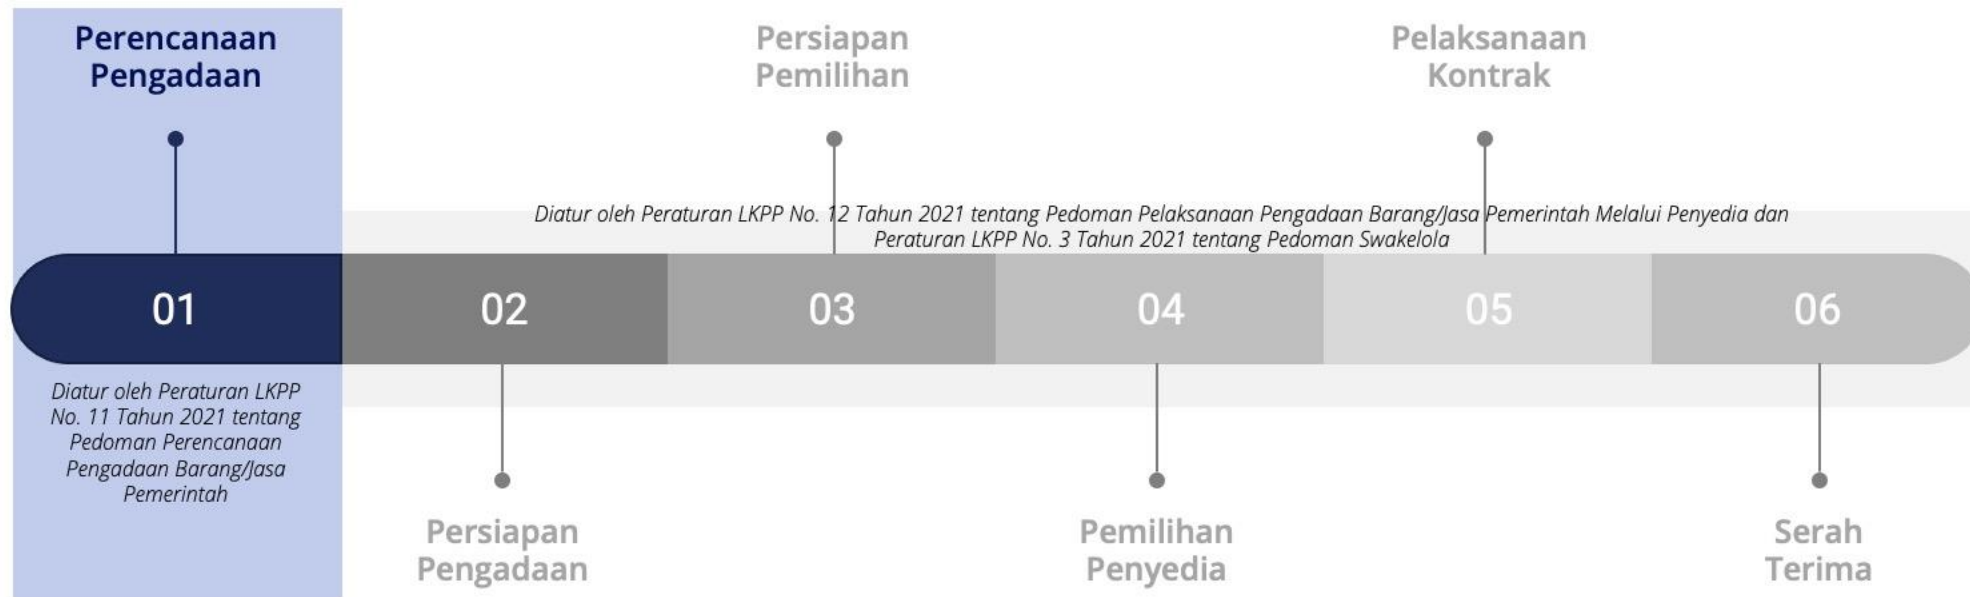 Perencanaan
Pengadaan
Persiapan
Pemilihan
Pelaksanaan
Kontrak
Diatur oleh Peraturan LKPP No. 12 Tahun 2021 tentang Pedoman Pelaksanaan Pengadaan Barang/Jasa Pemerintah Melalui Penyedia dan
Peraturan LKPP No. 3 Tahun 2021 tentang Pedoman Swakelola
01
02
03
04
05
06
Diatur oleh Peraturan LKPP
No. 11 Tahun 2021 tentang
Pedoman Perencanaan
Pengadaan Barang/Jasa
Pemerintah
Persiapan
Pengadaan
Pemilihan
Penyedia
Serah
Terima